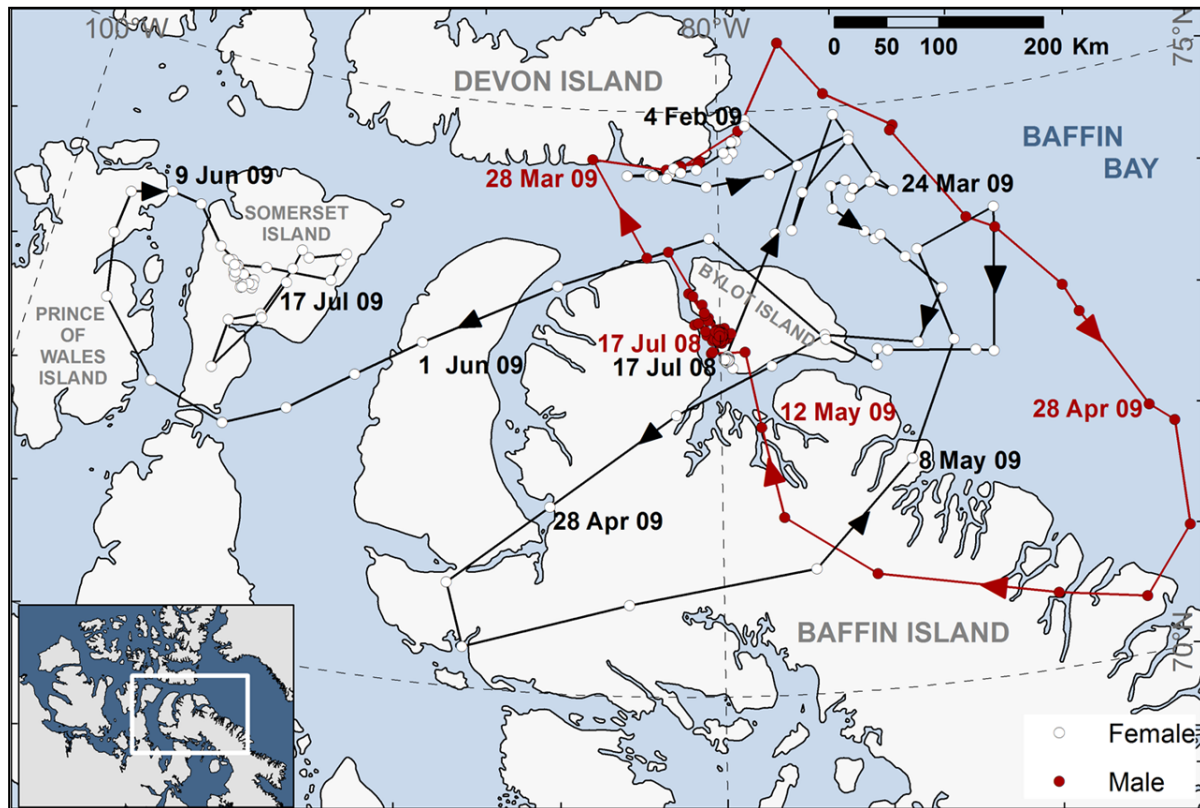 100°W
80°W
75°N
0 50 100 200 Km
DEVON ISLAND
4 Feb 09
BAFFIN
BAY
9 Jun 09
28 Mar 09
24 Mar 09
SOMERSET
ISLAND
BYLOT ISLAND
17 Jul 09
PRINCE
OF
WALES
ISLAND
17 Jul 08
17 Jul 08
1 Jun 09
12 May 09
28 Apr 09
8 May 09
28 Apr 09
BAFFIN ISLAND
70°N
Female
Male